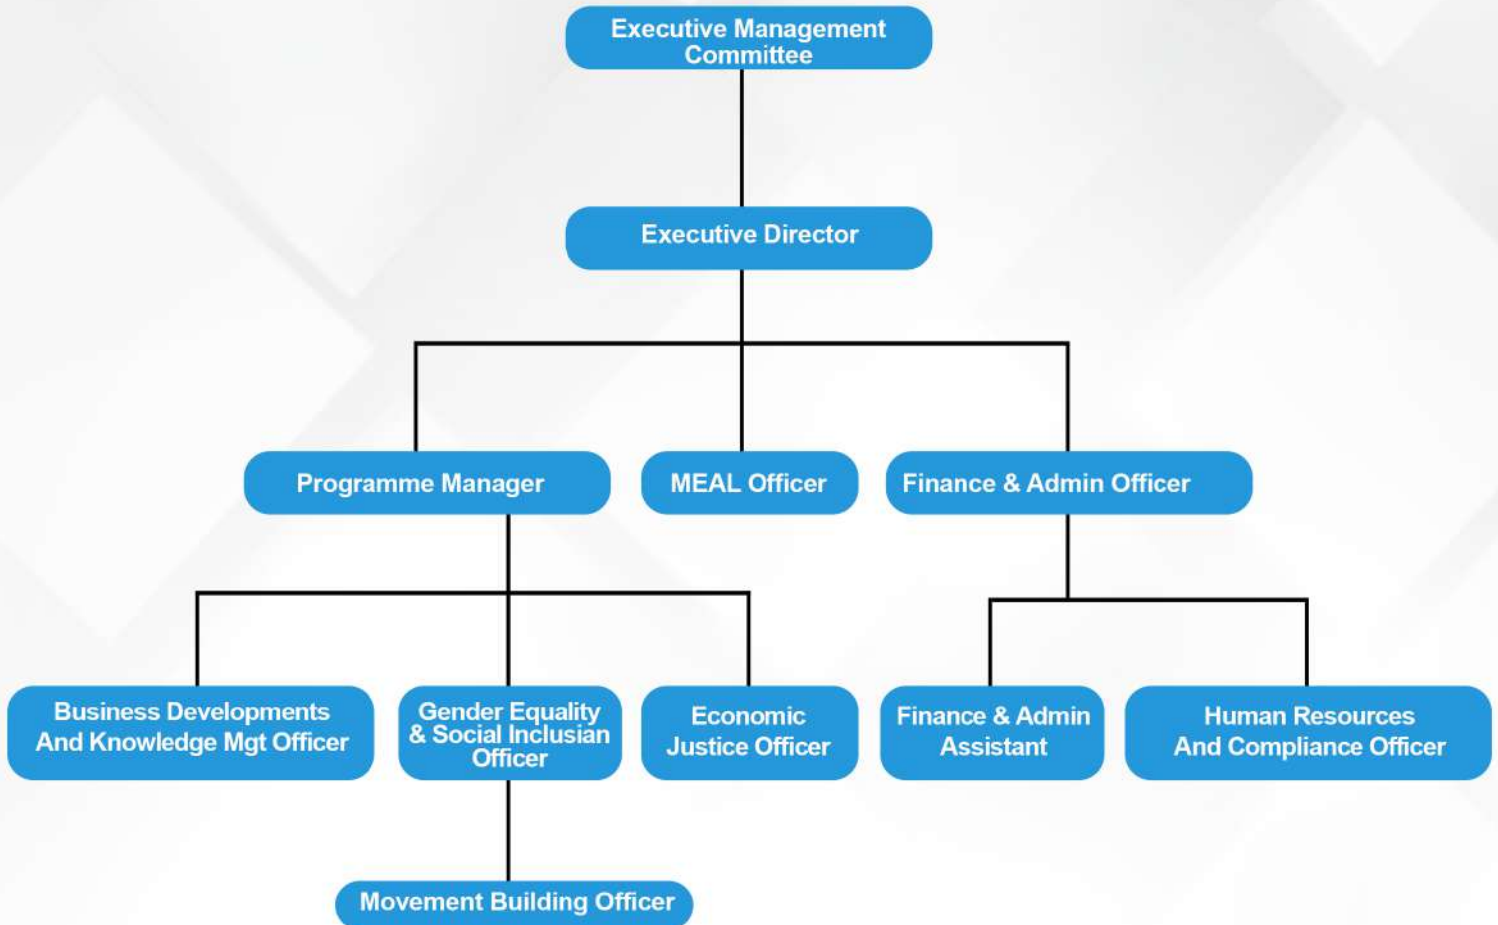 Executive Management
Committee
Executive Director
Programme Manager
MEAL Officer
Finance & Admin Officer
Business Developments
And Knowledge Mgt Officer
Gender Equality
& Social Inclusian
Officer
Economic
Justice Officer
Finance & Admin
Assistant
Human Resources
And Compliance Officer
Movement Building Officer